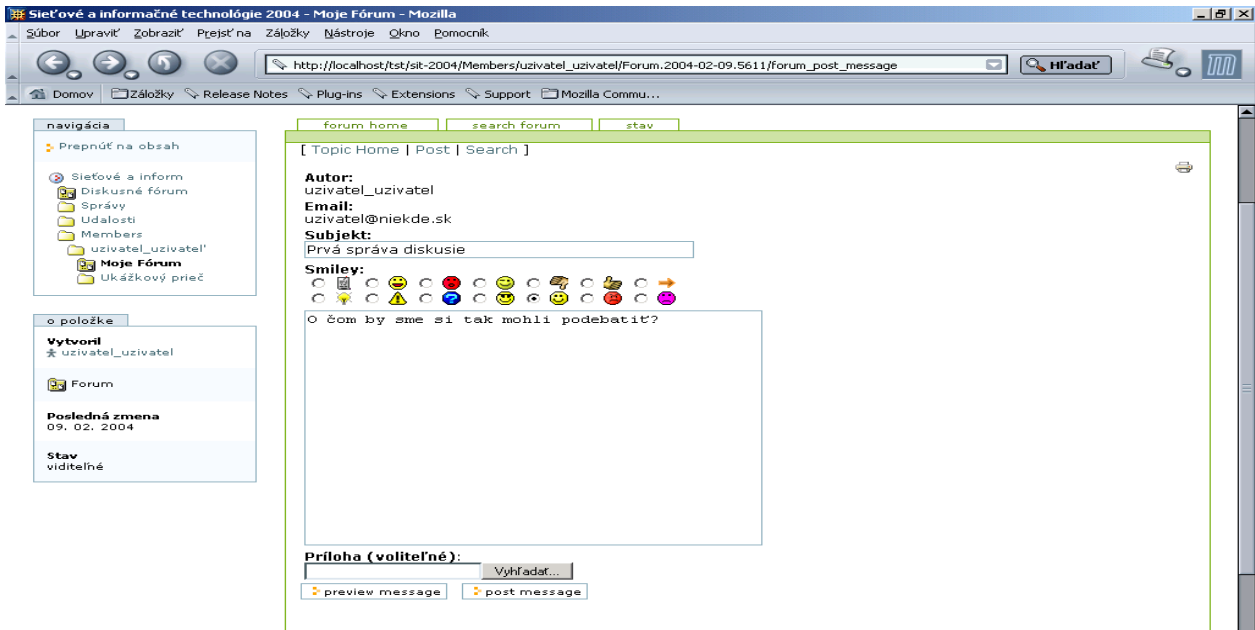 Sieťové a informačné technológie 2004 - Moje Fórum - Mozilla
Súbor Upraviť Zobraziť Prejsť na Záložky Nástroje Okno Pomocník
http://localhost/tst/sit-2004/Members/uzivatel_uzivatel/Forum.2004-02-09.5611/forum_post_message
Hľadať
Domov Záložky Release Notes Plug-ins Extensions Support Mozilla Commu...
navigácia
Prepnúť na obsah
Sieťové a inform
Diskusné fórum
Správy
Udalosti
Members
uzivatel_uzivatel'
Moje Fórum
Ukážkový prieč
o položke
Vytvoril
uzivatel_uzivatel
Forum
Posledná zmena
09. 02. 2004
Stav
viditeľné
forum home search forum stav
[ Topic Home | Post | Search ]
Autor:
uzivatel_uzivatel
Email:
uzivatel@niekde.sk
Subjekt:
Prvá správa diskusie
Smiley:
O čom by sme si tak mohli podebatiť?
Príloha (voliteľné):
Vyhľadať...
preview message post message